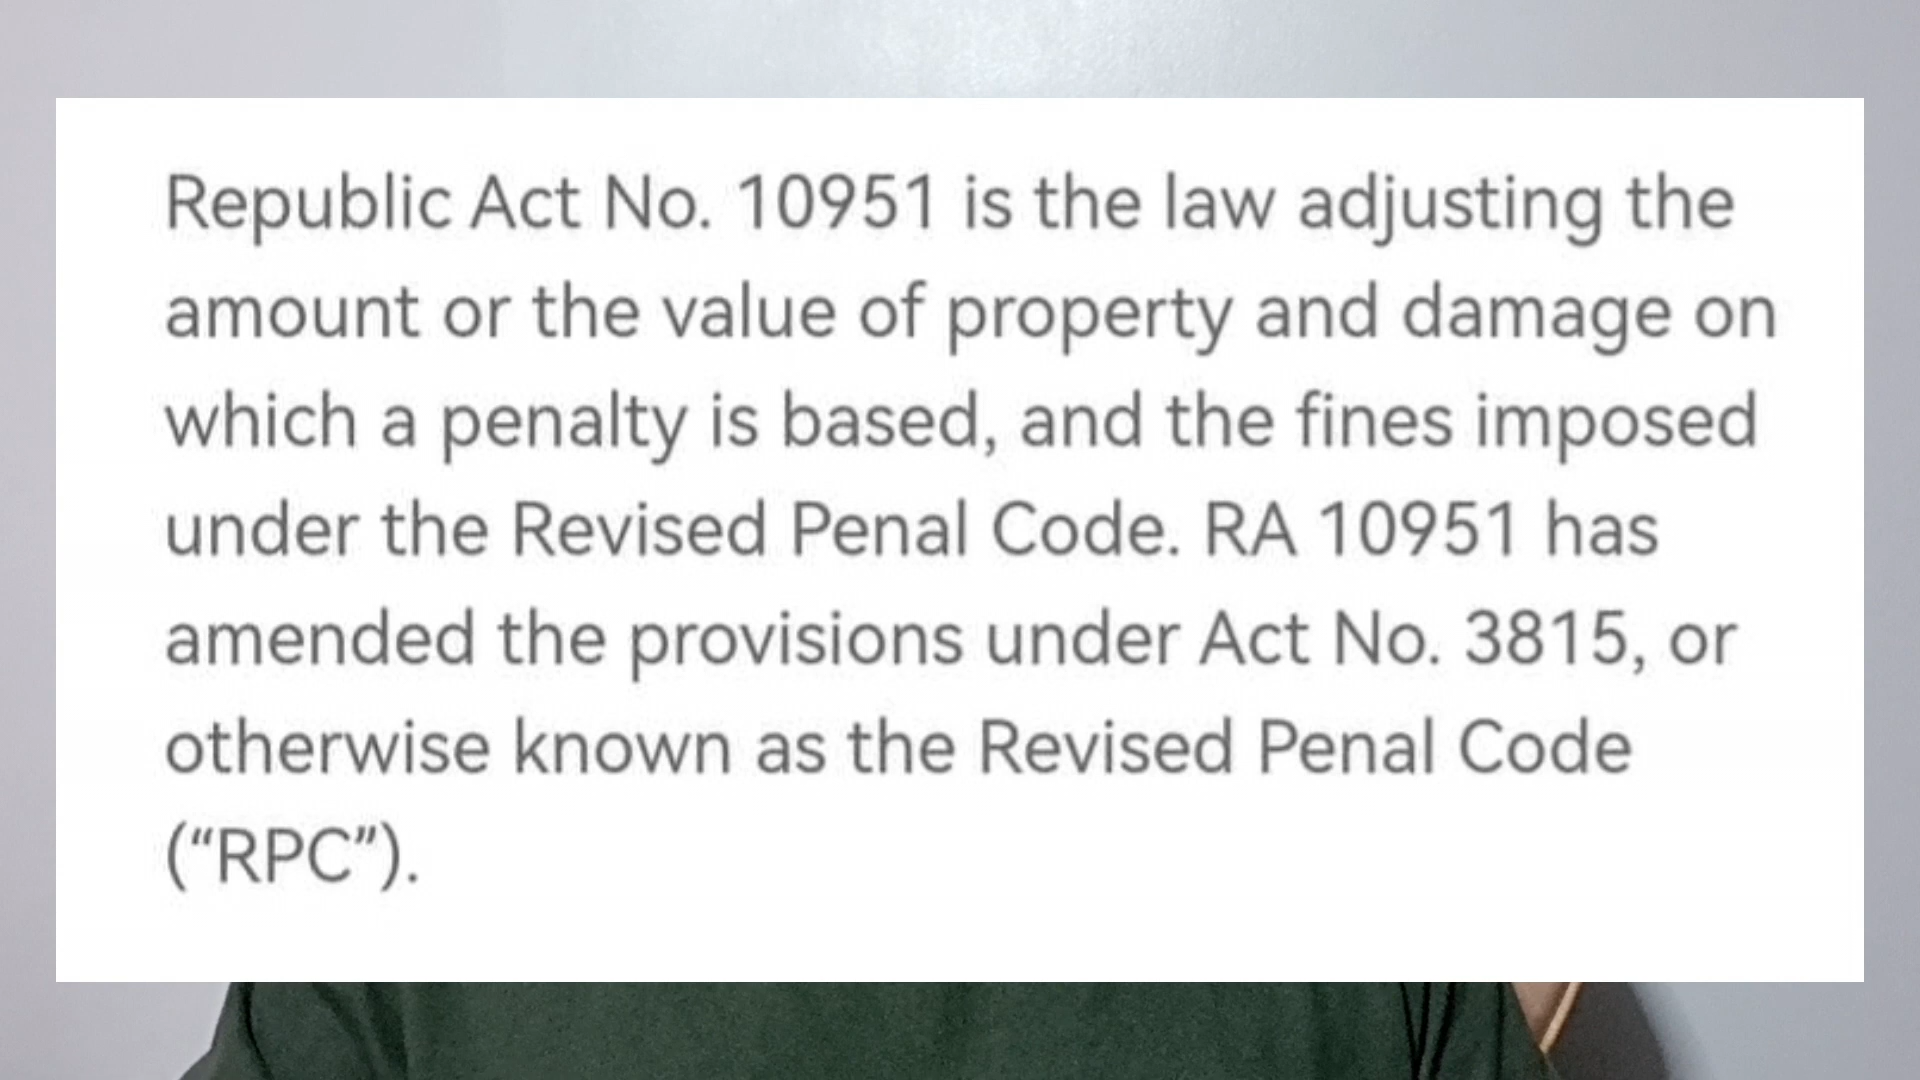 Republic Act No. 10951 is the law adjusting the
amount or the value of property and damage on
which a penalty is based, and the fines imposed
under the Revised Penal Code. RA 10951 has
amended the provisions under Act No. 3815, or
otherwise known as the Revised Penal Code
(“RPC”).